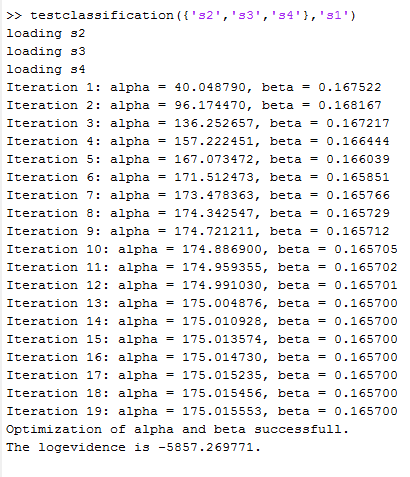 >> testclassification({'s2','s3','s4'},'s1')
loading s2
loading s3
loading s4
Iteration 1: alpha = 40.048790, beta = 0.167522
Iteration 2: alpha = 96.174470, beta = 0.168167
Iteration 3: alpha = 136.252657, beta = 0.167217
Iteration 4: alpha = 157.222451, beta = 0.166444
Iteration 5: alpha = 167.073472, beta = 0.166039
Iteration 6: alpha = 171.512473, beta = 0.165851
Iteration 7: alpha = 173.478363, beta = 0.165766
Iteration 8: alpha = 174.342547, beta = 0.165729
Iteration 9: alpha = 174.721211, beta = 0.165712
Iteration 10: alpha = 174.886900, beta = 0.165705
Iteration 11: alpha = 174.959355, beta = 0.165702
Iteration 12: alpha = 174.991030, beta = 0.165701
Iteration 13: alpha = 175.004876, beta = 0.165700
Iteration 14: alpha = 175.010928, beta = 0.165700
Iteration 15: alpha = 175.013574, beta = 0.165700
Iteration 16: alpha = 175.014730, beta = 0.165700
Iteration 17: alpha = 175.015235, beta = 0.165700
Iteration 18: alpha = 175.015456, beta = 0.165700
Iteration 19: alpha = 175.015553, beta = 0.165700
Optimization of alpha and beta successfull.
The logevidence is -5857.269771.